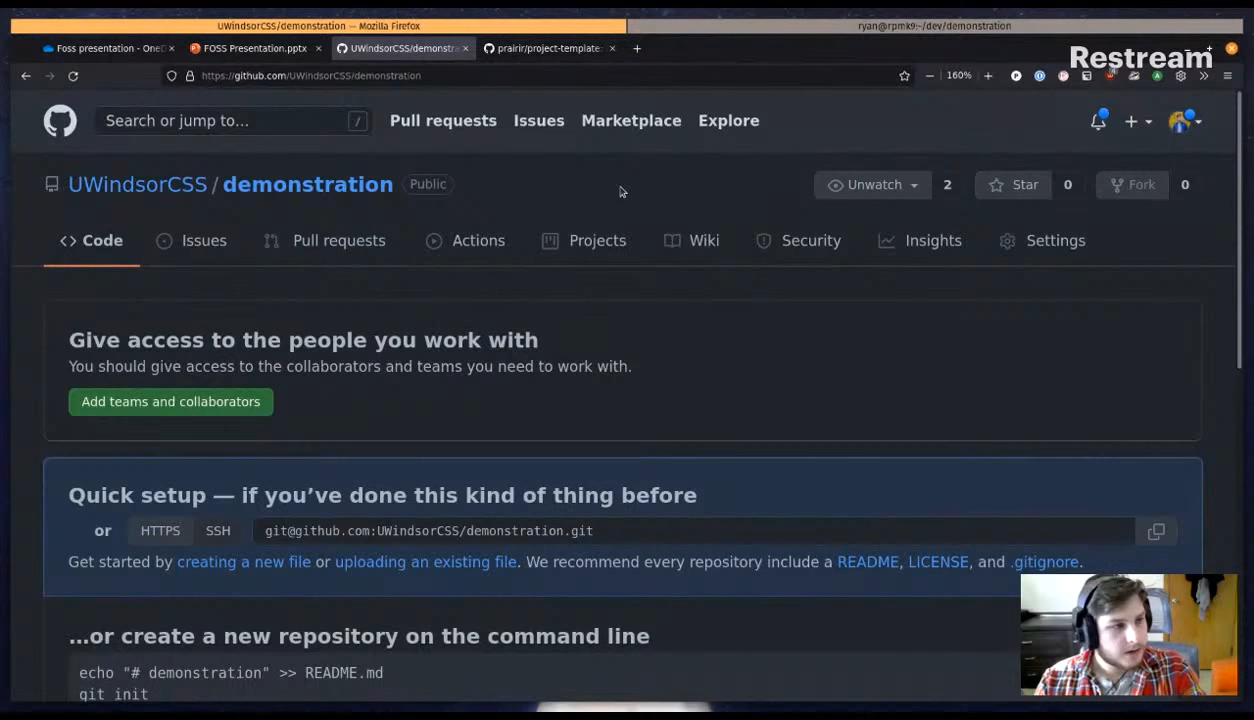 UWindsorCSS/demonstration — Mozilla Firefox
ryan@rpmk9:~/dev/demonstration
Foss presentation - OneD
FOSS Presentation.pptx
UWindsorCSS/demonstra
prairir/project-template
Restream
https://github.com/UWindsorCSS/demonstration
160%
Search or jump to…
/
Pull requests
Issues
Marketplace
Explore
UWindsorCSS / demonstration
Public
Unwatch
2
Star
0
Fork
0
Code
Issues
Pull requests
Actions
Projects
Wiki
Security
Insights
Settings
Give access to the people you work with
You should give access to the collaborators and teams you need to work with.
Add teams and collaborators
Quick setup — if you’ve done this kind of thing before
or
HTTPS
SSH
git@github.com:UWindsorCSS/demonstration.git
Get started by creating a new file or uploading an existing file. We recommend every repository include a README, LICENSE, and .gitignore.
…or create a new repository on the command line
echo "# demonstration" >> README.md
git init